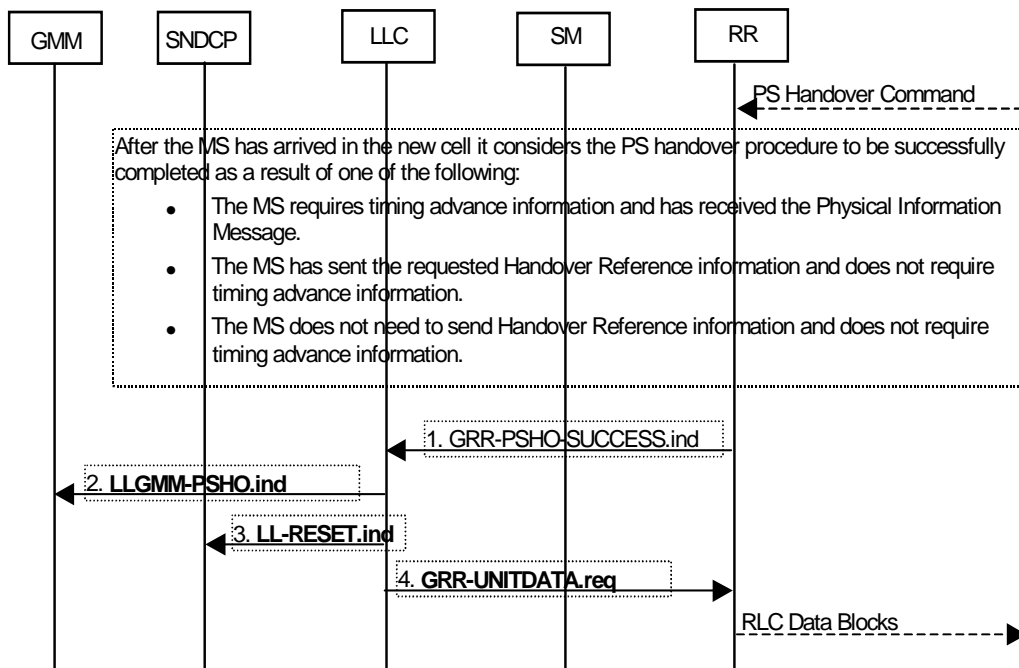 GMM
SNDCP
LLC
SM
RR
PS Handover Command
After the MS has arrived in the new cell it considers the PS handover procedure to be successfully
completed as a result of one of the following:
● The MS requires timing advance information and has received the Physical Information
Message.
● The MS has sent the requested Handover Reference information and does not require
timing advance information.
● The MS does not need to send Handover Reference information and does not require
timing advance information.
1. GRR-PSHO-SUCCESS.ind
2. LLGMM-PSHO.ind
3. LL-RESET.ind
4. GRR-UNITDATA.req
RLC Data Blocks